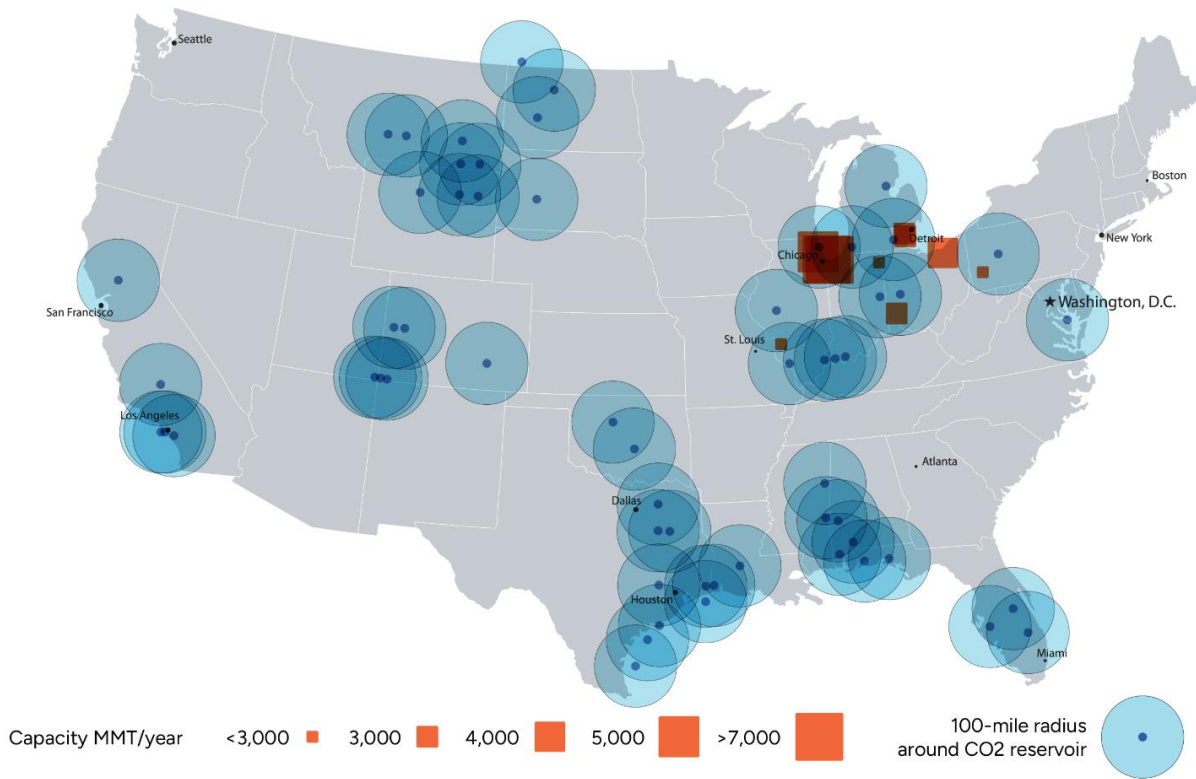 Seattle
Boston
Detroit
New York
Chicago
Washington, D.C.
San Francisco
St. Louis
Los Angeles
Atlanta
Dallas
Houston
Miami
Capacity MMT/year <3,000 3,000 4,000 5,000 >7,000
100-mile radius
around CO2 reservoir